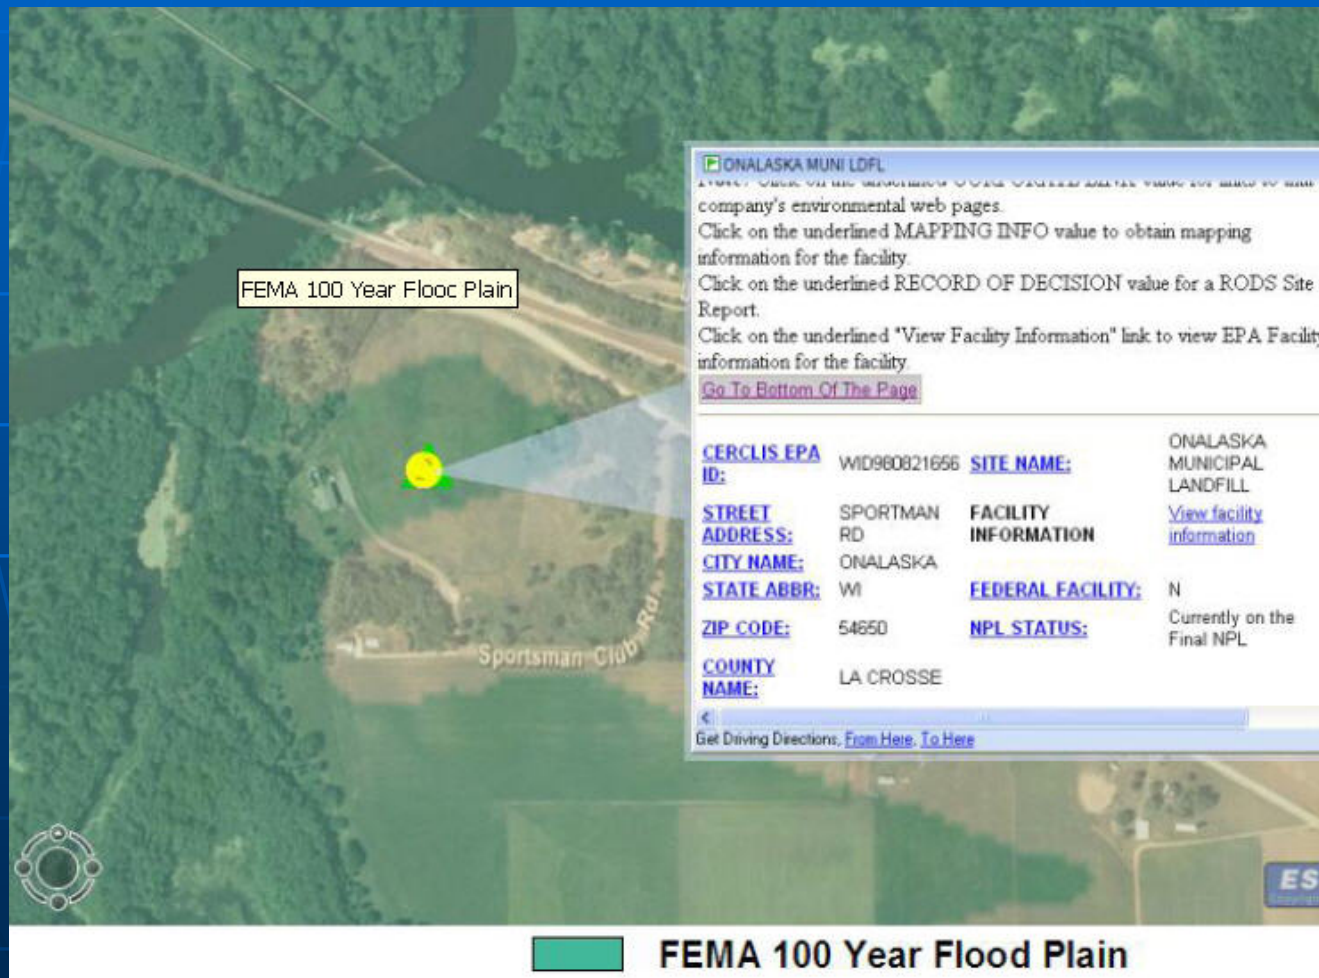 ONALASKA MUNI LDFL
company's environmental web pages.
Click on the underlined MAPPING INFO value to obtain mapping
information for the facility.
Click on the underlined RECORD OF DECISION value for a RODS Site
Report.
Click on the underlined "View Facility Information" link to view EPA Facility
information for the facility.
Go To Bottom Of The Page
CERCLIS EPA ID: WID980821656 SITE NAME: ONALASKA MUNICIPAL LANDFILL
STREET ADDRESS: SPORTMAN RD FACILITY INFORMATION View facility information
CITY NAME: ONALASKA
STATE ABBR: WI FEDERAL FACILITY: N
ZIP CODE: 54650 NPL STATUS: Currently on the Final NPL
COUNTY NAME: LA CROSSE
Get Driving Directions, From Here, To Here
FEMA 100 Year Flooc Plain
Sportsman Club Rd
ES
FEMA 100 Year Flood Plain